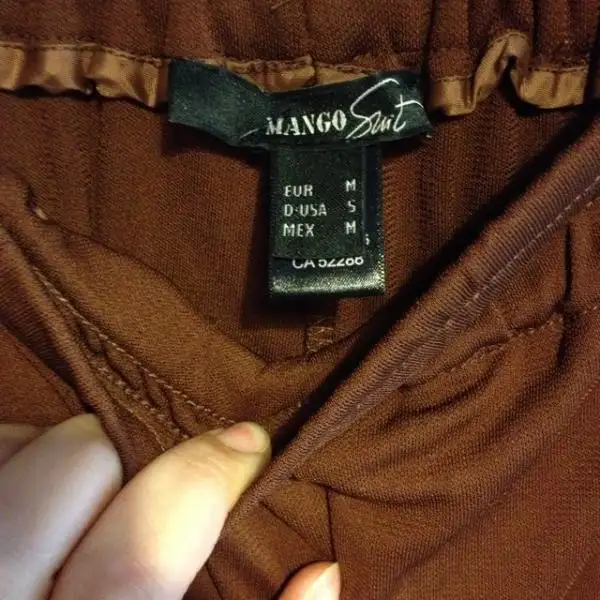 MANGO Suit
EUR M
D·USA S
MEX M
CA 52288